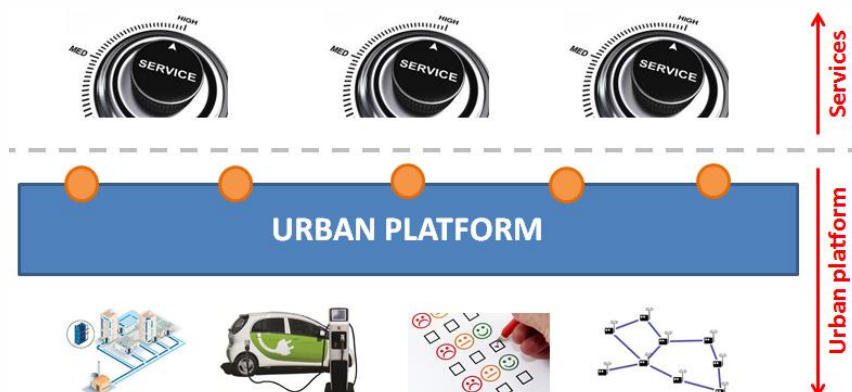 HIGH
MED
SERVICE
HIGH
MED
SERVICE
HIGH
MED
SERVICE
Services
URBAN PLATFORM
Urban platform